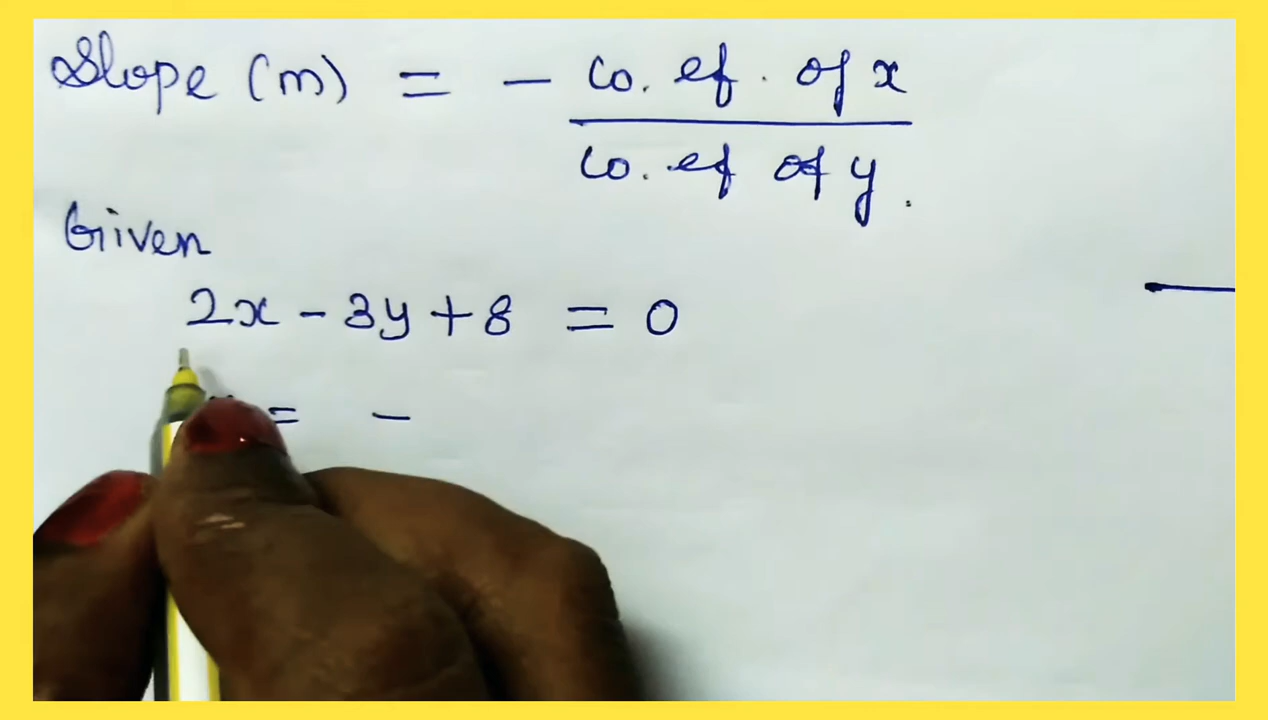 Slope (m) = - co. ef. of x
co. ef of y.
Given
2x - 3y + 8 = 0
= -